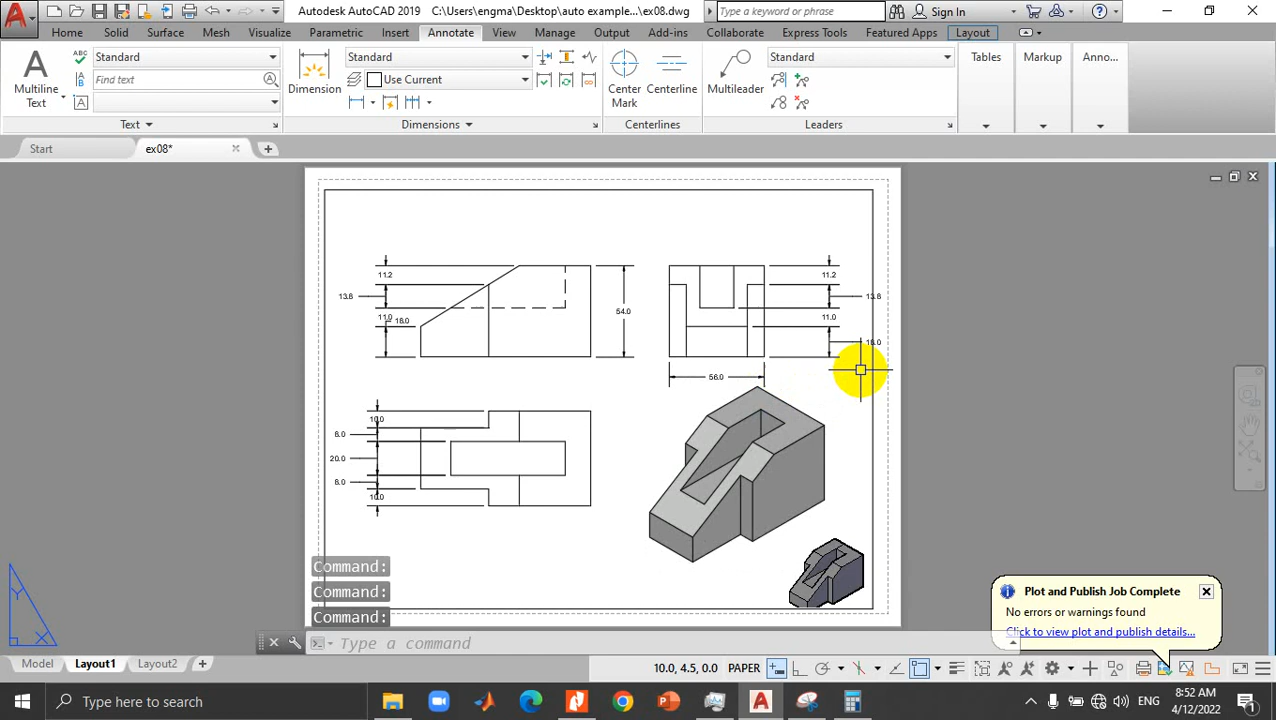 Autodesk AutoCAD 2019 C:\Users\engma\Desktop\auto example...\ex08.dwg
Type a keyword or phrase
Sign In
Home Solid Surface Mesh Visualize Parametric Insert Annotate View Manage Output Add-ins Collaborate Express Tools Featured Apps Layout
Standard
Find text
Multiline
Text
Text
Standard
Use Current
Dimension
Dimensions
Center
Mark
Centerline
Centerlines
Multileader
Standard
Leaders
Tables
Markup
Anno...
Start
ex08*
11.2
13.8
11.0
18.0
54.0
11.2
13.8
11.0
18.0
56.0
10.0
8.0
20.0
8.0
10.0
Command:
Command:
Command:
Type a command
Plot and Publish Job Complete
No errors or warnings found
Click to view plot and publish details...
Y
X
Model
Layout1
Layout2
10.0, 4.5, 0.0
PAPER
Type here to search
ENG
8:52 AM
4/12/2022